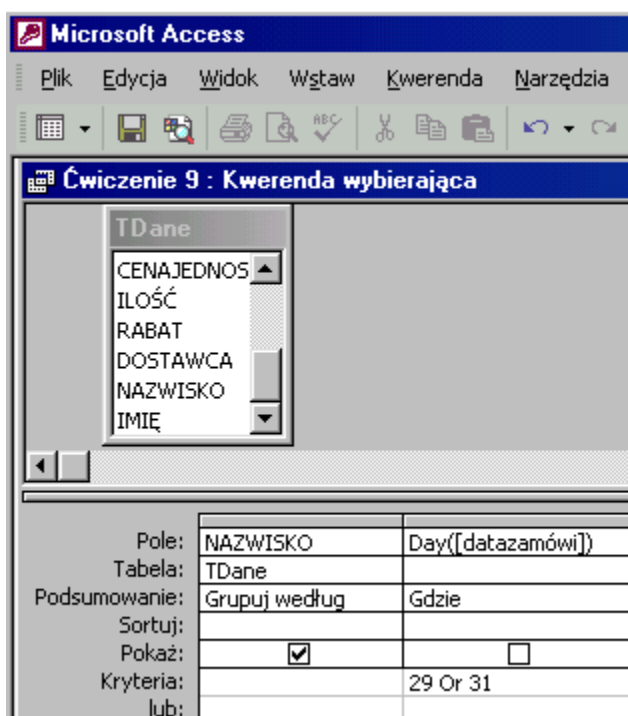 Microsoft Access
Plik Edycja Widok Wstaw Kwerenda Narzędzia
ABC
Ćwiczenie 9 : Kwerenda wybierająca
TDane
CENAJEDNOS
ILOŚĆ
RABAT
DOSTAWCA
NAZWISKO
IMIĘ
Pole: NAZWISKO Day([datazamówi])
Tabela: TDane
Podsumowanie: Grupuj według Gdzie
Sortuj:
Pokaż:
Kryteria: 29 Or 31
lub: